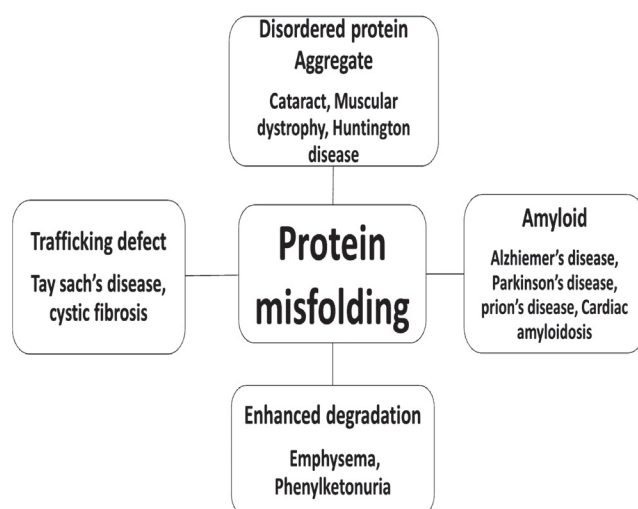 Disordered protein
Aggregate
Cataract, Muscular
dystrophy, Huntington
disease
Trafficking defect
Tay sach's disease,
cystic fibrosis
Protein
misfolding
Amyloid
Alzhiemer's disease,
Parkinson's disease,
prion's disease, Cardiac
amyloidosis
Enhanced degradation
Emphysema,
Phenylketonuria